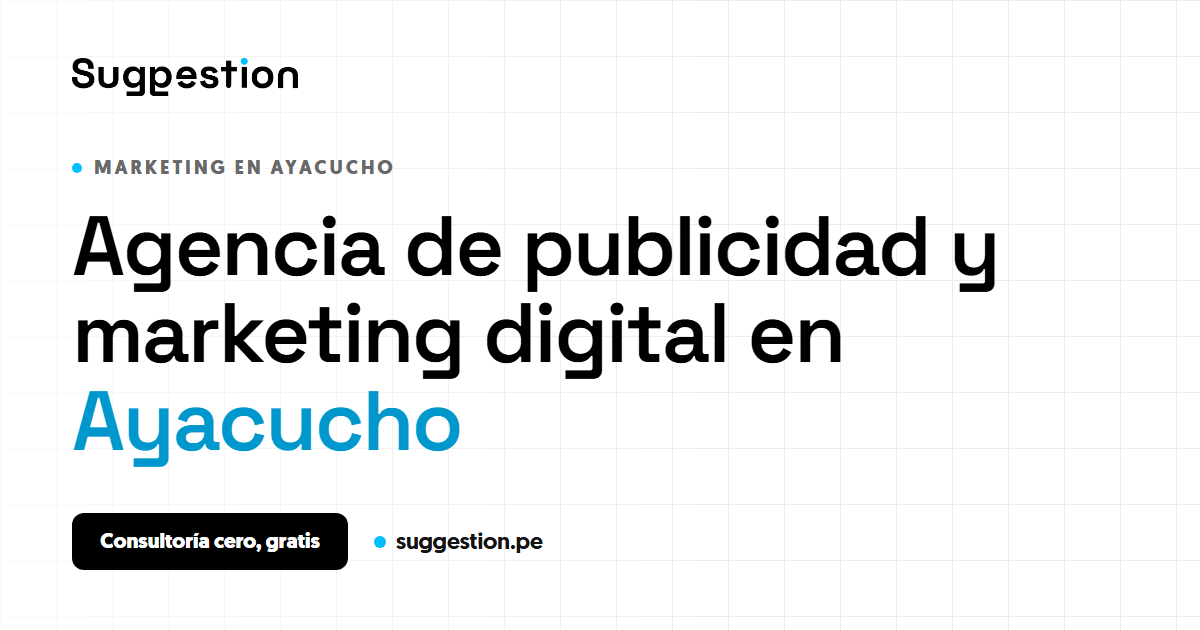 Suggestion
MARKETING EN AYACUCHO
Agencia de publicidad y
marketing digital en
Ayacucho
Consultoría cero, gratis
suggestion.pe